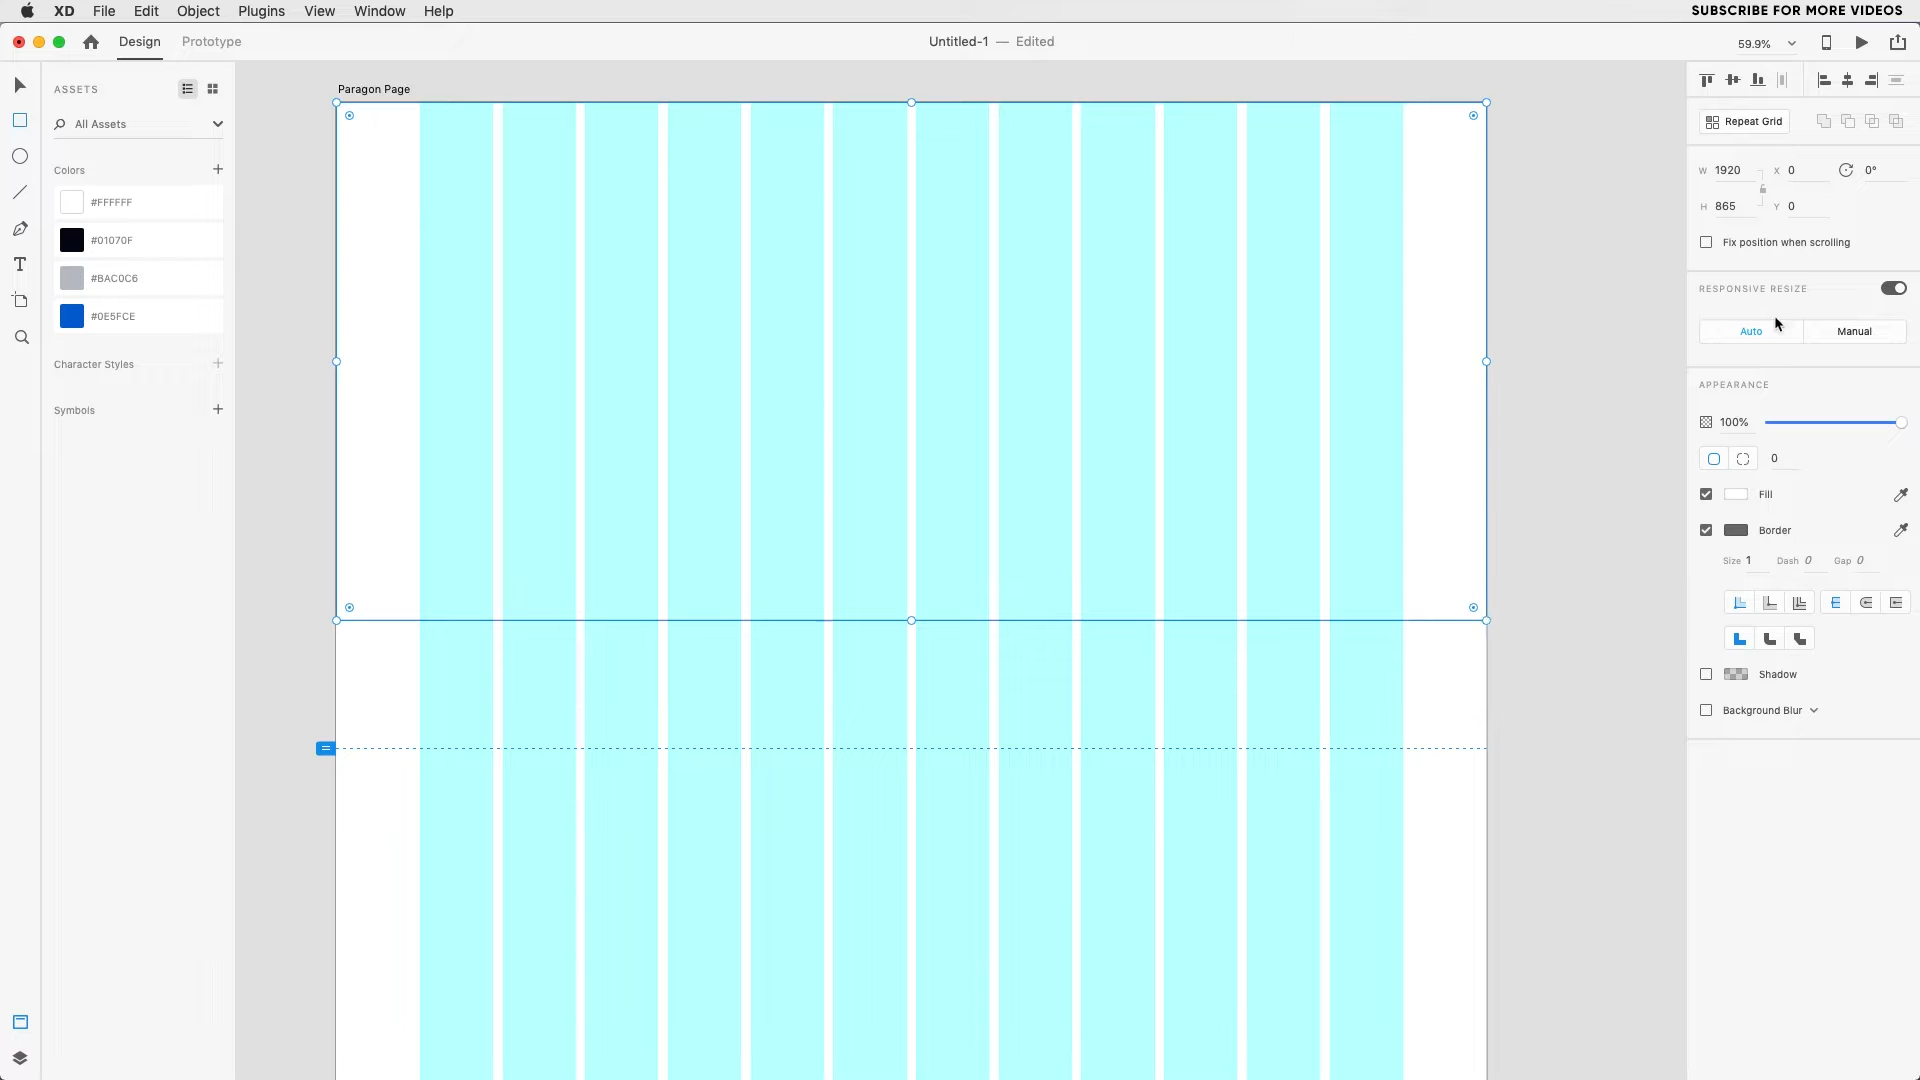 XD File Edit Object Plugins View Window Help
SUBSCRIBE FOR MORE VIDEOS
Design Prototype
Untitled-1 — Edited
59.9%
ASSETS
All Assets
Colors
#FFFFFF
#01070F
#BAC0C6
#0E5FCE
Character Styles
Symbols
Paragon Page
Repeat Grid
W 1920 X 0 0°
H 865 Y 0
Fix position when scrolling
RESPONSIVE RESIZE
Auto Manual
APPEARANCE
100%
0
Fill
Border
Size 1 Dash 0 Gap 0
Shadow
Background Blur